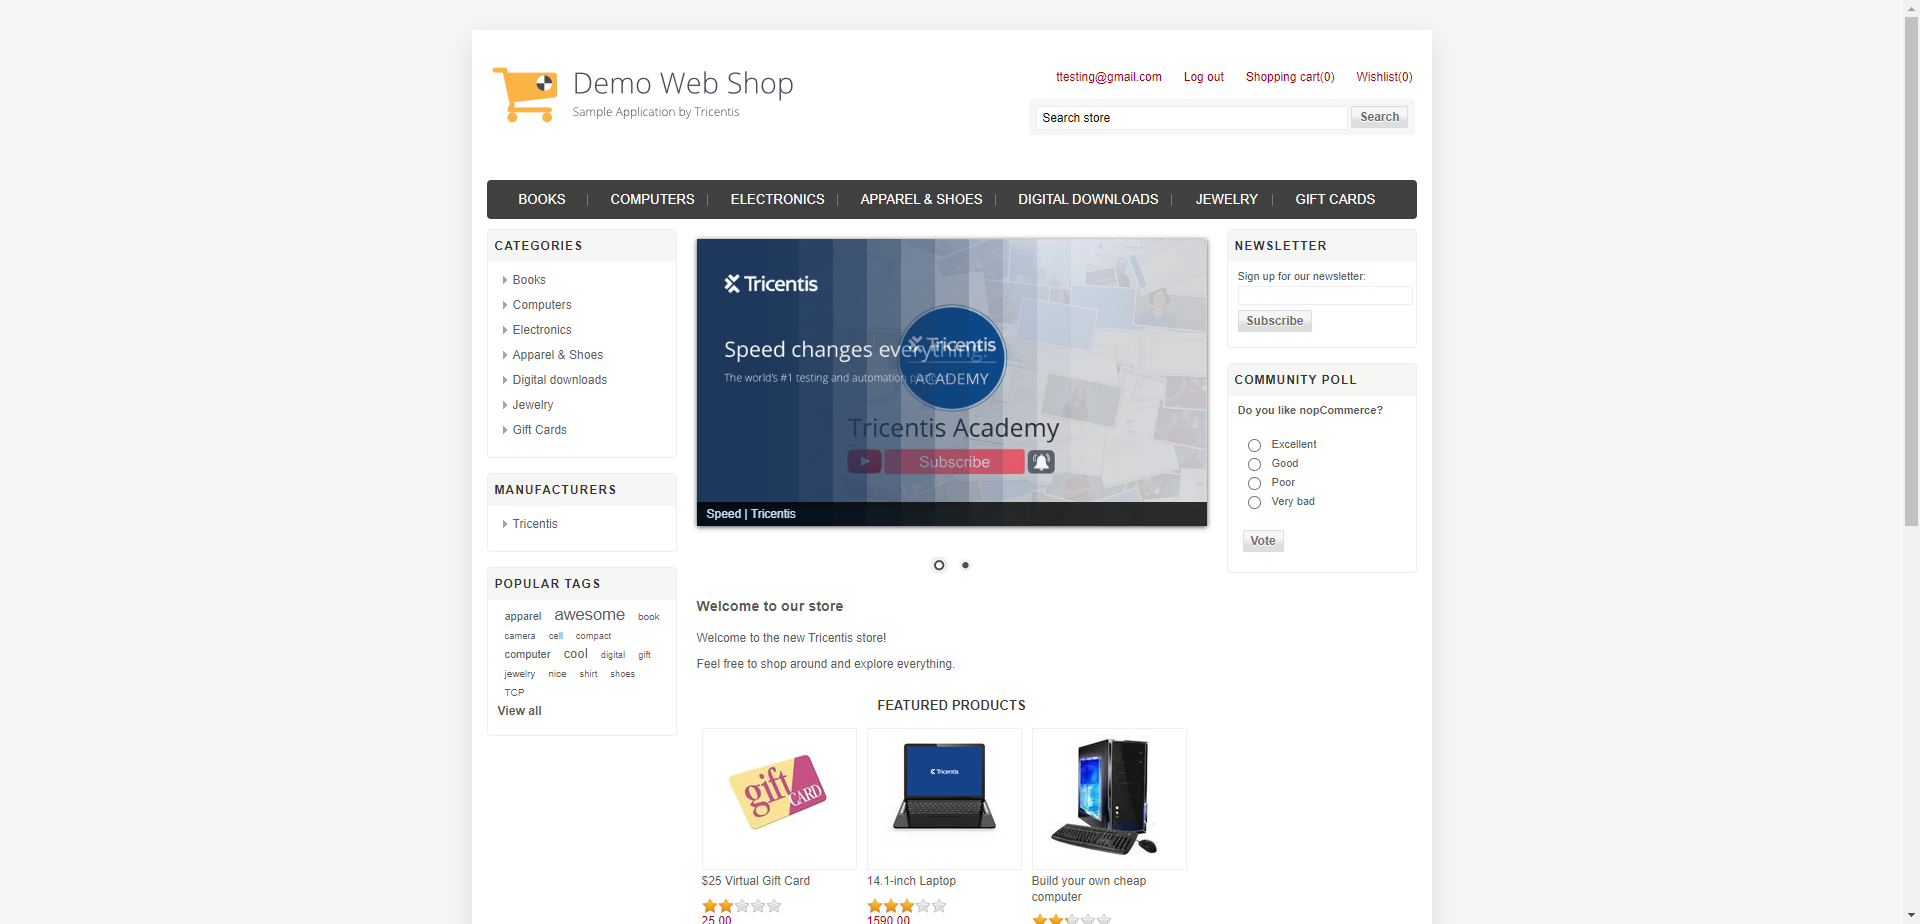 Demo Web Shop
Sample Application by Tricentis
ttesting@gmail.com Log out Shopping cart(0) Wishlist(0)
Search store Search
BOOKS COMPUTERS ELECTRONICS APPAREL & SHOES DIGITAL DOWNLOADS JEWELRY GIFT CARDS
CATEGORIES
Books
Computers
Electronics
Apparel & Shoes
Digital downloads
Jewelry
Gift Cards
MANUFACTURERS
Tricentis
POPULAR TAGS
apparel awesome book
camera cell compact
computer cool digital gift
jewelry nice shirt shoes
TCP
View all
Tricentis
Speed changes everything.
The world's #1 testing and automation platform
Tricentis
ACADEMY
Tricentis Academy
Subscribe
Speed | Tricentis
Welcome to our store
Welcome to the new Tricentis store!
Feel free to shop around and explore everything.
FEATURED PRODUCTS
gift CARD
Tricentis
$25 Virtual Gift Card
25.00
14.1-inch Laptop
1590.00
Build your own cheap
computer
NEWSLETTER
Sign up for our newsletter:
Subscribe
COMMUNITY POLL
Do you like nopCommerce?
Excellent
Good
Poor
Very bad
Vote